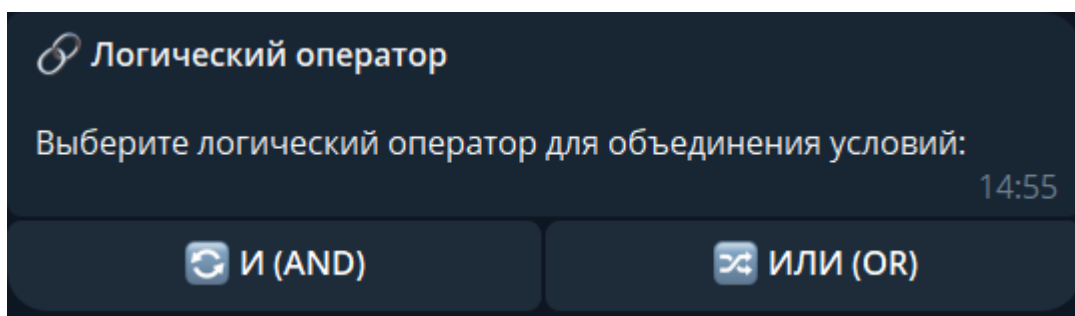 Логический оператор
Выберите логический оператор для объединения условий:
14:55
И (AND)
ИЛИ (OR)